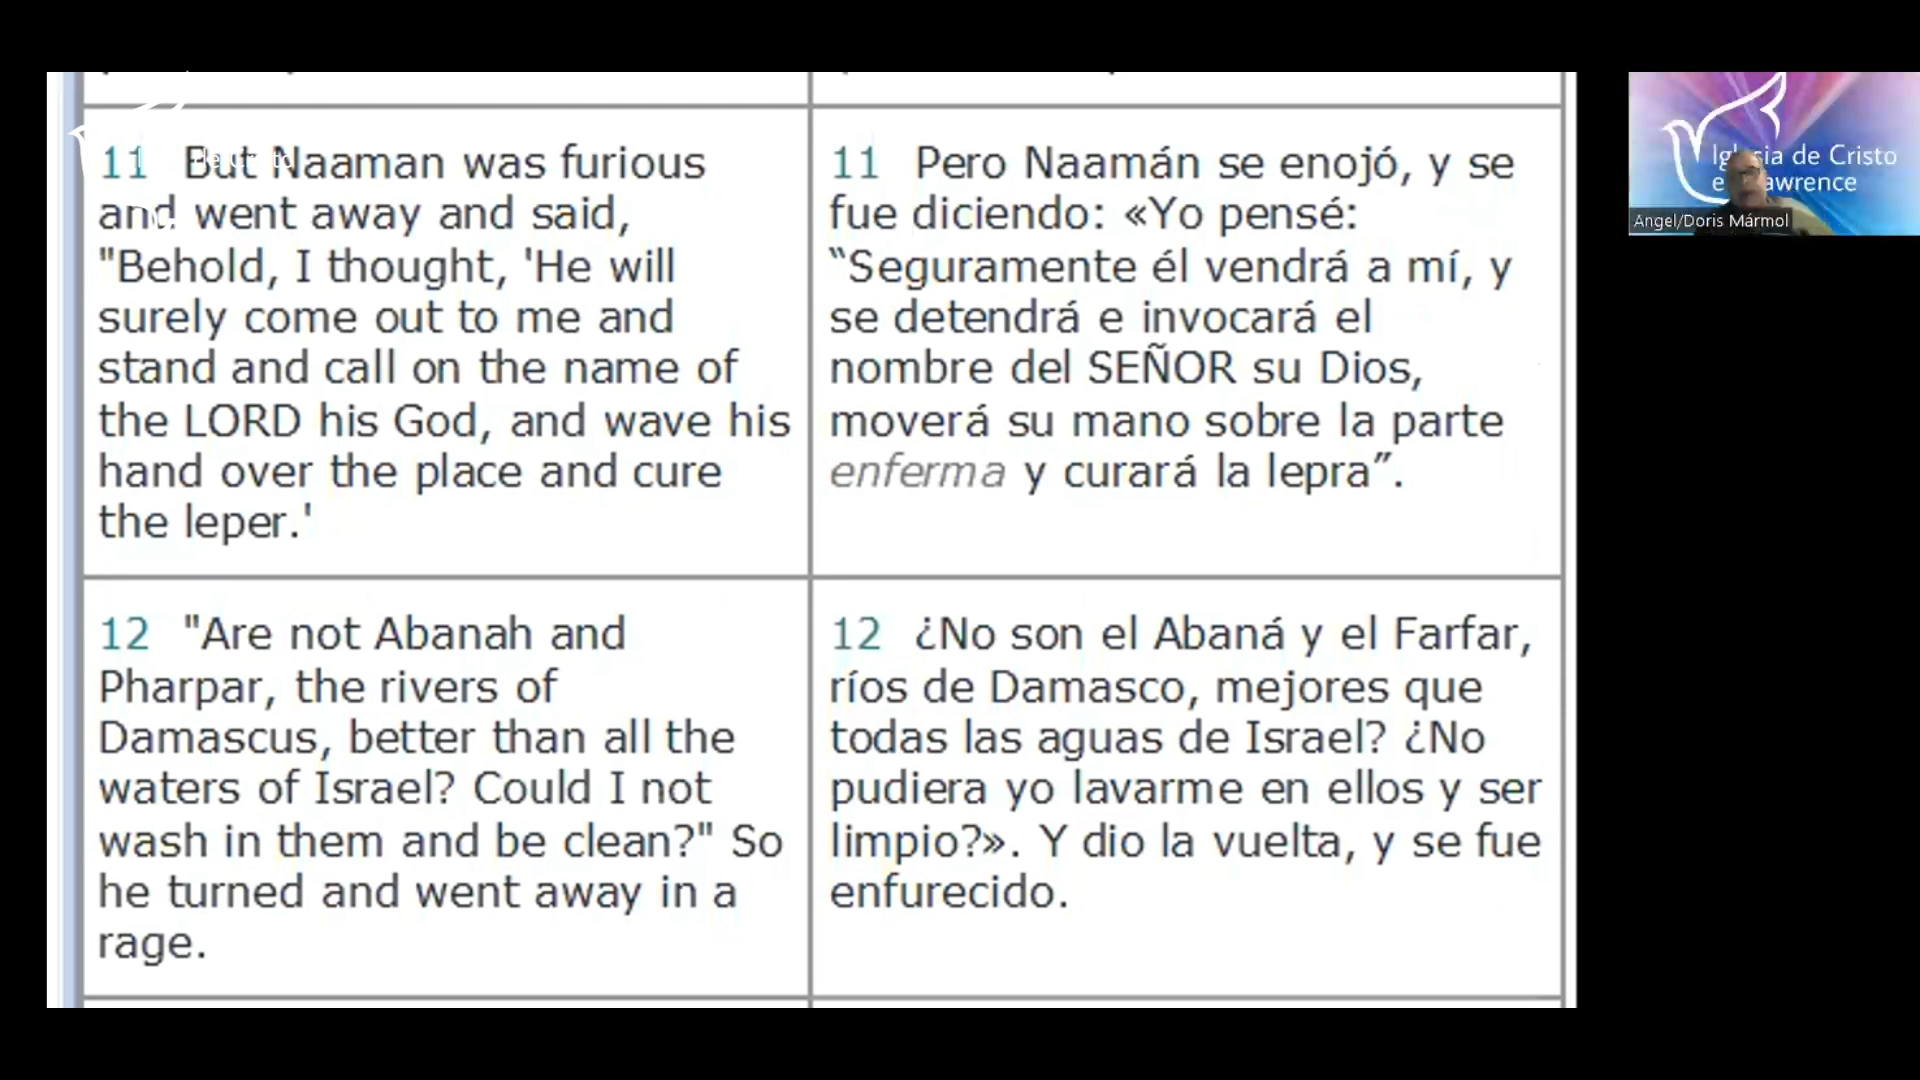 11 But Naaman was furious
and went away and said,
"Behold, I thought, 'He will
surely come out to me and
stand and call on the name of
the LORD his God, and wave his
hand over the place and cure
the leper.'
11 Pero Naamán se enojó, y se
fue diciendo: «Yo pensé:
“Seguramente él vendrá a mí, y
se detendrá e invocará el
nombre del SEÑOR su Dios,
moverá su mano sobre la parte
enferma y curará la lepra”.
12 "Are not Abanah and
Pharpar, the rivers of
Damascus, better than all the
waters of Israel? Could I not
wash in them and be clean?" So
he turned and went away in a
rage.
12 ¿No son el Abaná y el Farfar,
ríos de Damasco, mejores que
todas las aguas de Israel? ¿No
pudiera yo lavarme en ellos y ser
limpio?». Y dio la vuelta, y se fue
enfurecido.
de Cristo
de Cristo
Angel/Doris Mármol